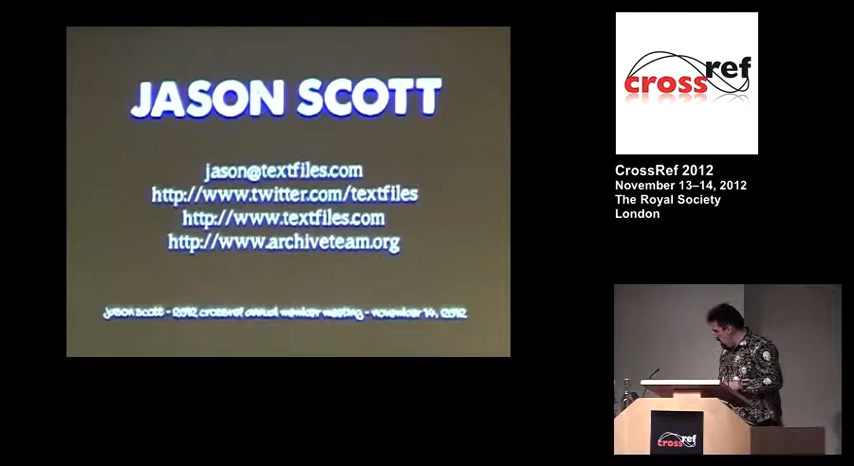 JASON SCOTT
jason@textfiles.com
http://www.twitter.com/textfiles
http://www.textfiles.com
http://www.archiveteam.org
jason scott - 2012 crossref annual member meeting - november 14, 2012
crossref
CrossRef 2012
November 13–14, 2012
The Royal Society
London
crossref